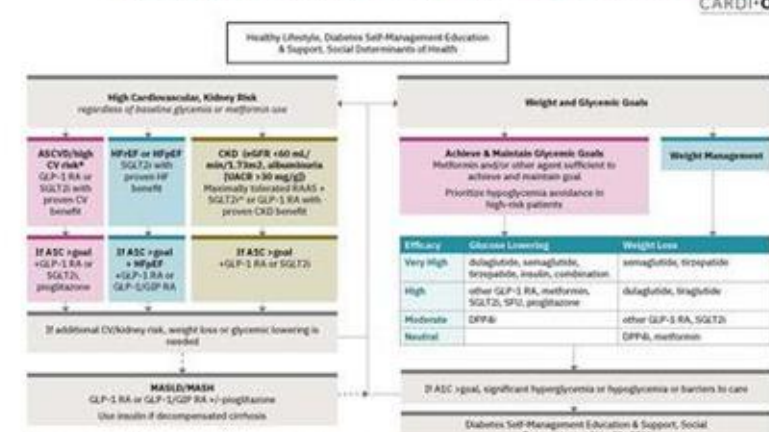 CARDI•O
Healthy Lifestyle, Diabetes Self-Management Education
& Support, Social Determinants of Health
High Cardiovascular, Kidney Risk
regardless of baseline glycemia or metformin use
ASCVD/high
CV risk*
GLP-1 RA or
SGLT2i with
proven CV
benefit
HFrEF or HFpEF
SGLT2i with
proven HF
benefit
CKD (eGFR <60 mL/
min/1.73m2, albuminuria
[UACR >30 mg/g])
Maximally tolerated RAAS +
SGLT2i* or GLP-1 RA with
proven CKD benefit
If A1C >goal
+GLP-1 RA or
SGLT2i,
pioglitazone
If A1C >goal
+ HFpEF
+GLP-1 RA or
GLP-1/GIP RA
If A1C >goal
+GLP-1 RA or SGLT2i
If additional CV/kidney risk, weight loss or glycemic lowering is
needed
MASLD/MASH
GLP-1 RA or GLP-1/GIP RA +/-pioglitazone
Use insulin if decompensated cirrhosis
Weight and Glycemic Goals
Achieve & Maintain Glycemic Goals
Metformin and/or other agent sufficient to
achieve and maintain goal
Prioritize hypoglycemia avoidance in
high-risk patients
Weight Management
Efficacy Glucose Lowering Weight Loss
Very High dulaglutide, semaglutide, semaglutide, tirzepatide
tirzepatide, insulin, combination
High other GLP-1 RA, metformin, dulaglutide, liraglutide
SGLT2i, SFU, pioglitazone
Moderate DPP4i other GLP-1 RA, SGLT2i
Neutral DPP4i, metformin
If A1C >goal, significant hyperglycemia or hypoglycemia or barriers to care
Diabetes Self-Management Education & Support, Social